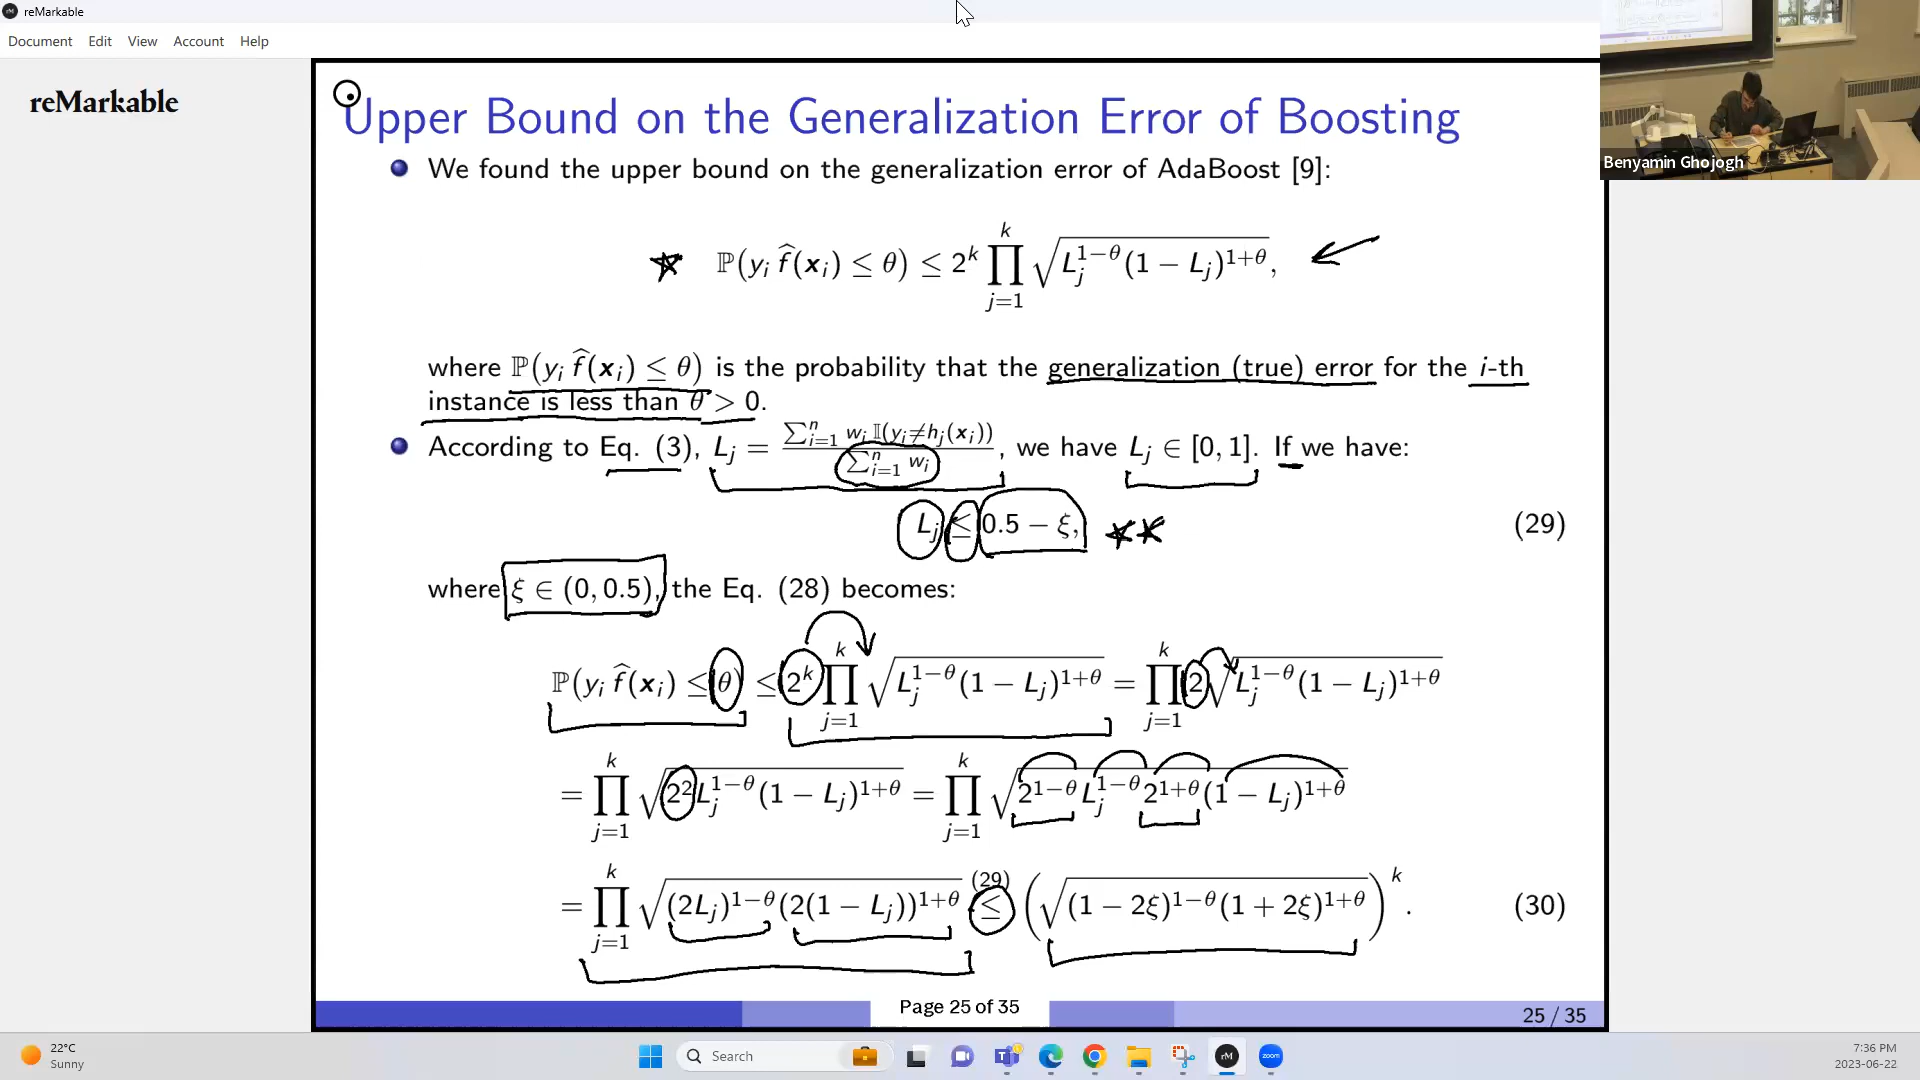 reMarkable
Document Edit View Account Help
reMarkable
Benyamin Ghojogh
Upper Bound on the Generalization Error of Boosting
We found the upper bound on the generalization error of AdaBoost [9]:
ℙ(y_i f̂(x_i) ≤ θ) ≤ 2^k ∏_{j=1}^{k} √(L_j^{1−θ}(1 − L_j)^{1+θ}),
where ℙ(y_i f̂(x_i) ≤ θ) is the probability that the generalization (true) error for the i-th
instance is less than θ > 0.
According to Eq. (3), L_j = ∑_{i=1}^{n} w_i 𝕀(y_i≠h_j(x_i)) / ∑_{i=1}^{n} w_i, we have L_j ∈ [0, 1]. If we have:
L_j ≤ 0.5 − ξ, (29)
where ξ ∈ (0, 0.5), the Eq. (28) becomes:
ℙ(y_i f̂(x_i) ≤ θ) ≤ 2^k ∏_{j=1}^{k} √(L_j^{1−θ}(1 − L_j)^{1+θ}) = ∏_{j=1}^{k} 2√(L_j^{1−θ}(1 − L_j)^{1+θ})
= ∏_{j=1}^{k} √(2^2 L_j^{1−θ}(1 − L_j)^{1+θ}) = ∏_{j=1}^{k} √(2^{1−θ} L_j^{1−θ} 2^{1+θ}(1 − L_j)^{1+θ})
= ∏_{j=1}^{k} √((2L_j)^{1−θ}(2(1 − L_j))^{1+θ}) ≤^{(29)} (√((1 − 2ξ)^{1−θ}(1 + 2ξ)^{1+θ}))^k. (30)
Page 25 of 35
25 / 35
22°C
Sunny
Search
rM
zoom
7:36 PM
2023-06-22